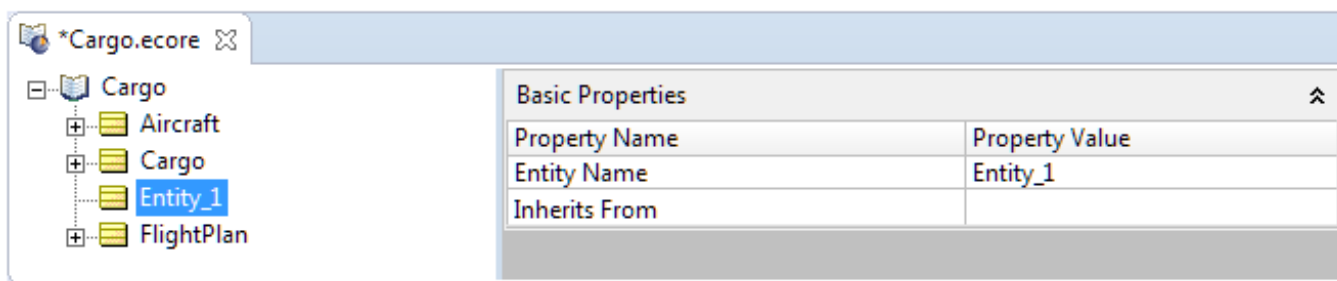 *Cargo.ecore
Cargo
Aircraft
Cargo
Entity_1
FlightPlan
Basic Properties
Property Name Property Value
Entity Name Entity_1
Inherits From